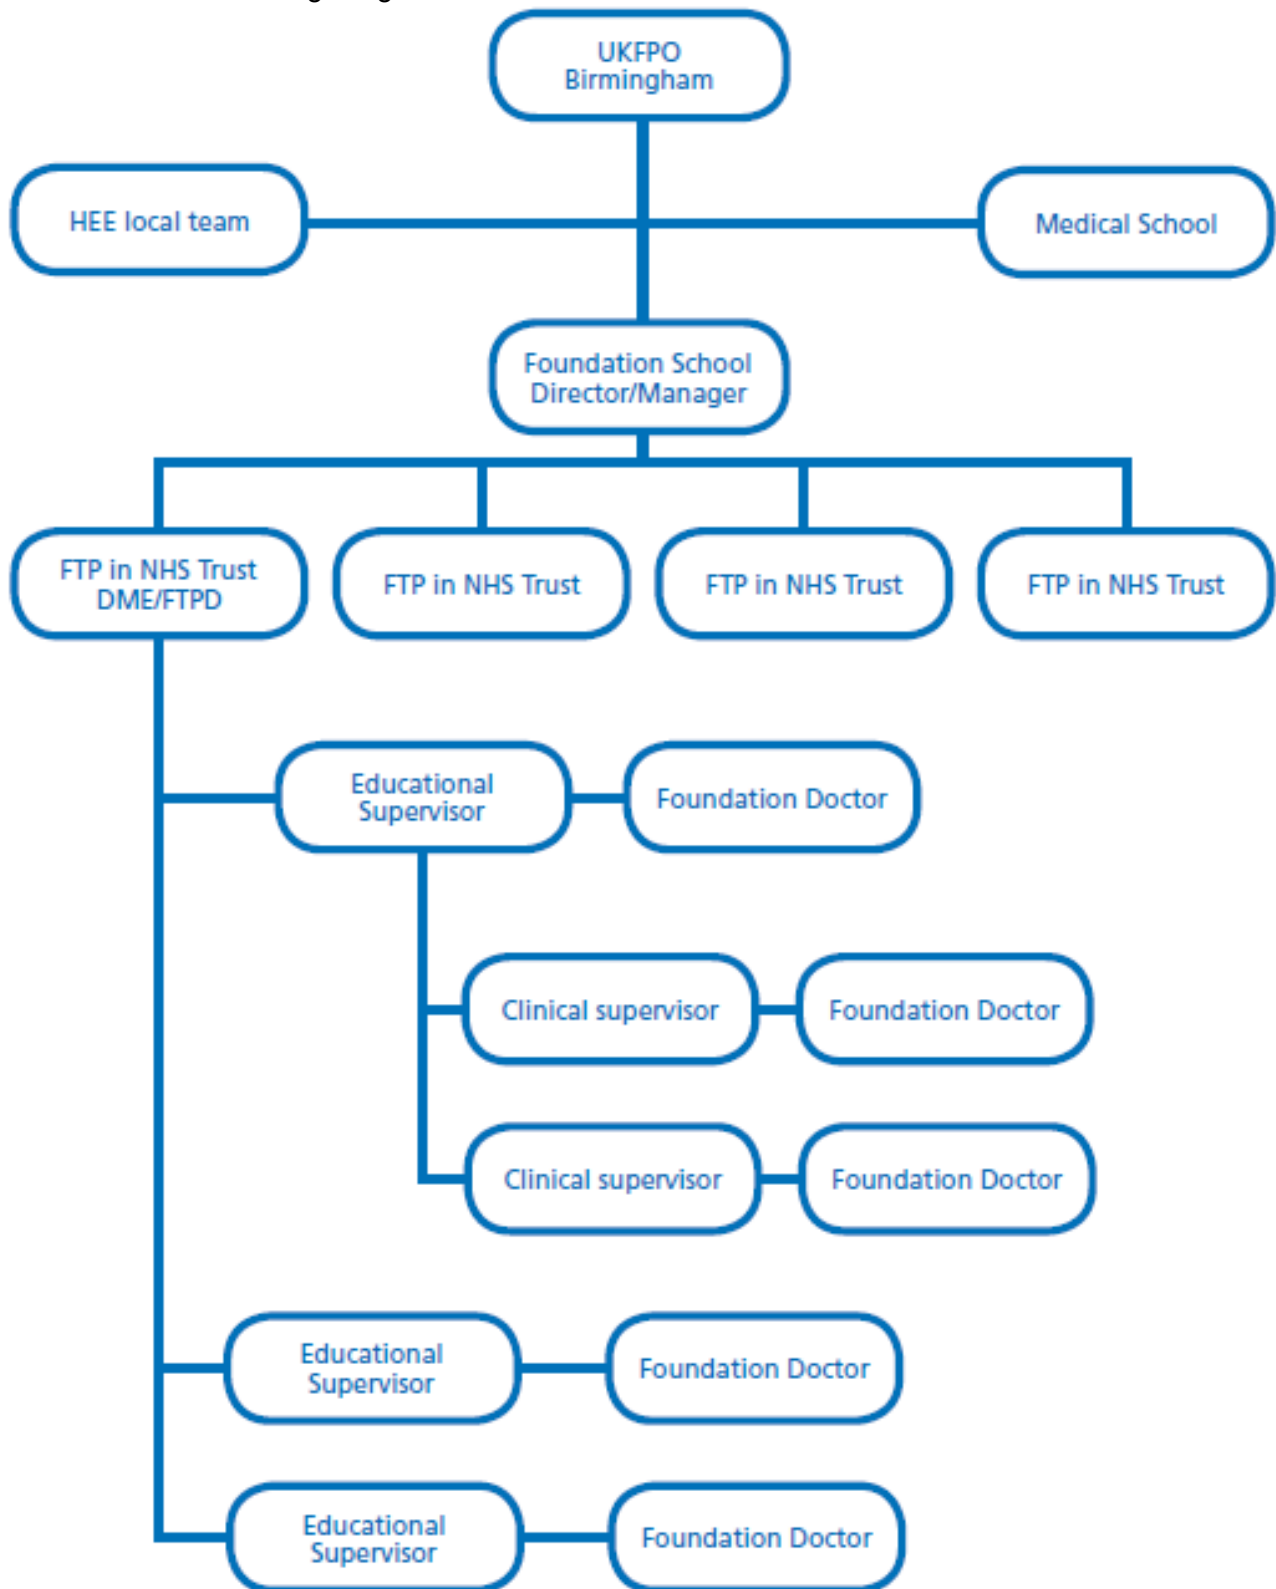 UKFPO
Birmingham
HEE local team
Medical School
Foundation School
Director/Manager
FTP in NHS Trust
DME/FTPD
FTP in NHS Trust
FTP in NHS Trust
FTP in NHS Trust
Educational
Supervisor
Foundation Doctor
Clinical supervisor
Foundation Doctor
Clinical supervisor
Foundation Doctor
Educational
Supervisor
Foundation Doctor
Educational
Supervisor
Foundation Doctor